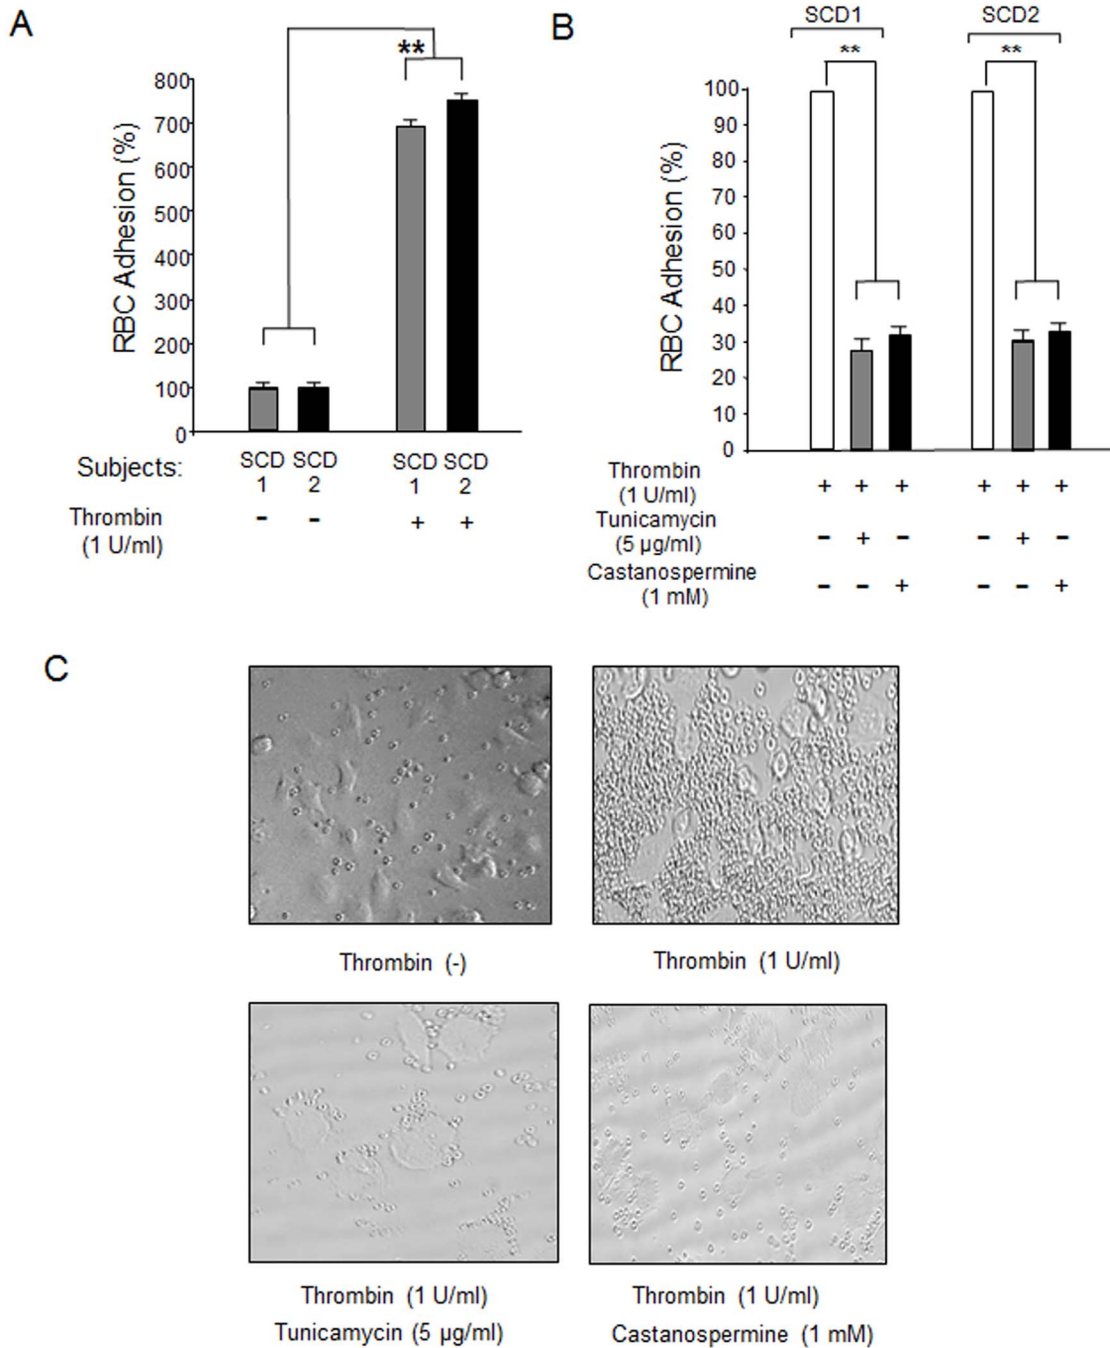 A
**
800
700
600
500
400
300
200
100
0
RBC Adhesion (%)
Subjects: SCD SCD SCD SCD
1 2 1 2
Thrombin - - + +
(1 U/ml)
B
SCD1 SCD2
** **
100
90
80
70
60
50
40
30
20
10
0
RBC Adhesion (%)
Thrombin
(1 U/ml) + + + + + +
Tunicamycin
(5 µg/ml) - + - - + -
Castanospermine
(1 mM) - - + - - +
C
Thrombin (-) Thrombin (1 U/ml)
Thrombin (1 U/ml) Thrombin (1 U/ml)
Tunicamycin (5 µg/ml) Castanospermine (1 mM)